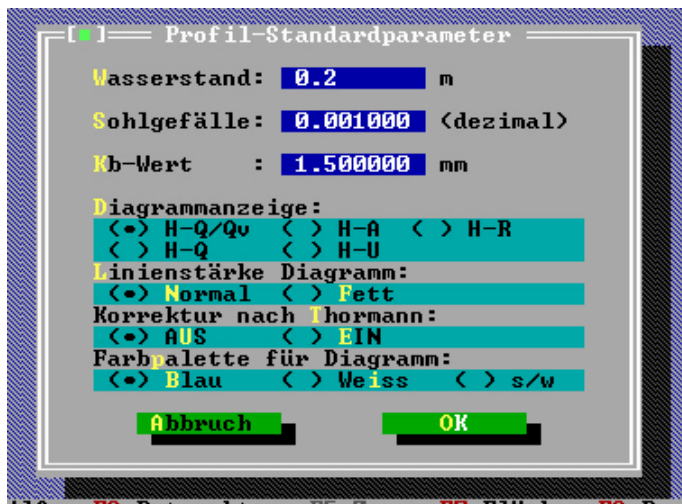 [■] Profil-Standardparameter
Wasserstand: 0.2 m
Sohlgefälle: 0.001000 (dezimal)
Kb-Wert : 1.500000 mm
Diagrammanzeige:
(•) H-Q/Qv ( ) H-A ( ) H-R
( ) H-Q ( ) H-U
Linienstärke Diagramm:
(•) Normal ( ) Fett
Korrektur nach Thormann:
(•) AUS ( ) EIN
Farbpalette für Diagramm:
(•) Blau ( ) Weiss ( ) s/w
Abbruch OK